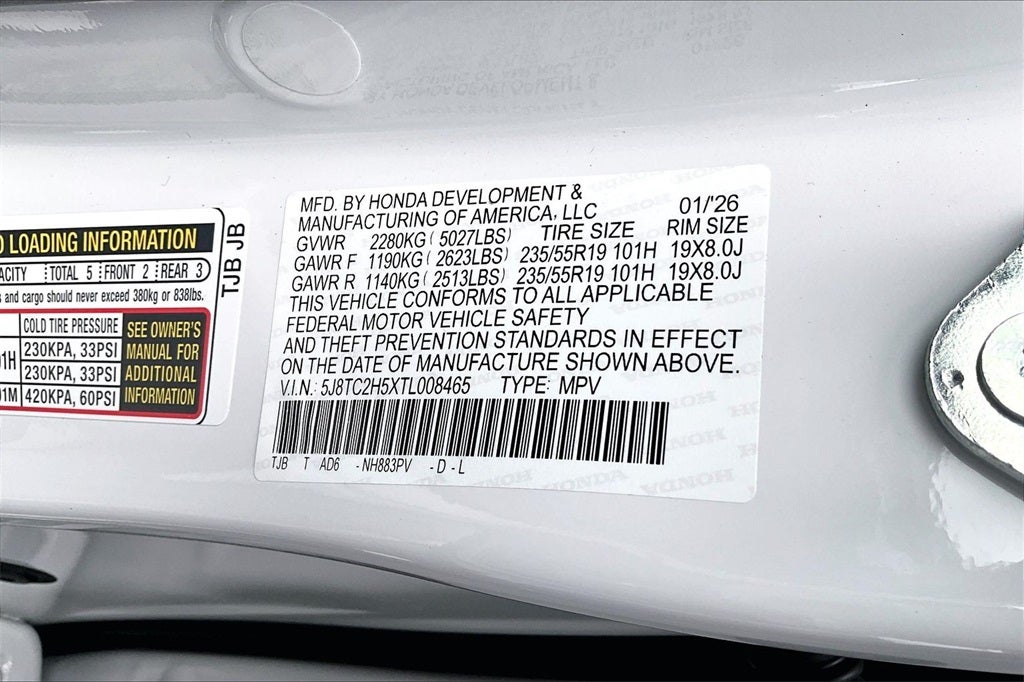 MFD. BY HONDA DEVELOPMENT &
MANUFACTURING OF AMERICA, LLC 01/'26
GVWR 2280KG ( 5027LBS) TIRE SIZE RIM SIZE
GAWR F 1190KG ( 2623LBS) 235/55R19 101H 19X8.0J
GAWR R 1140KG ( 2513LBS) 235/55R19 101H 19X8.0J
THIS VEHICLE CONFORMS TO ALL APPLICABLE
FEDERAL MOTOR VEHICLE SAFETY
AND THEFT PREVENTION STANDARDS IN EFFECT
ON THE DATE OF MANUFACTURE SHOWN ABOVE.
V.I.N.: 5J8TC2H5XTL008465 TYPE: MPV
TJB T AD6 - NH883PV - D - L
LOADING INFORMATION
TOTAL 5 FRONT 2 REAR 3
and cargo should never exceed 380kg or 838lbs.
COLD TIRE PRESSURE
230KPA, 33PSI
230KPA, 33PSI
420KPA, 60PSI
SEE OWNER'S
MANUAL FOR
ADDITIONAL
INFORMATION
TJB JB